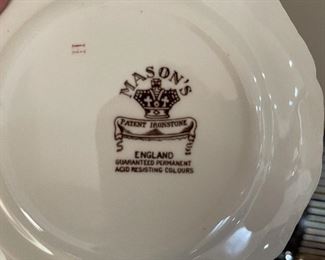 MASON'S
PATENT IRONSTONE
ENGLAND
GUARANTEED PERMANENT
ACID RESISTING COLOURS